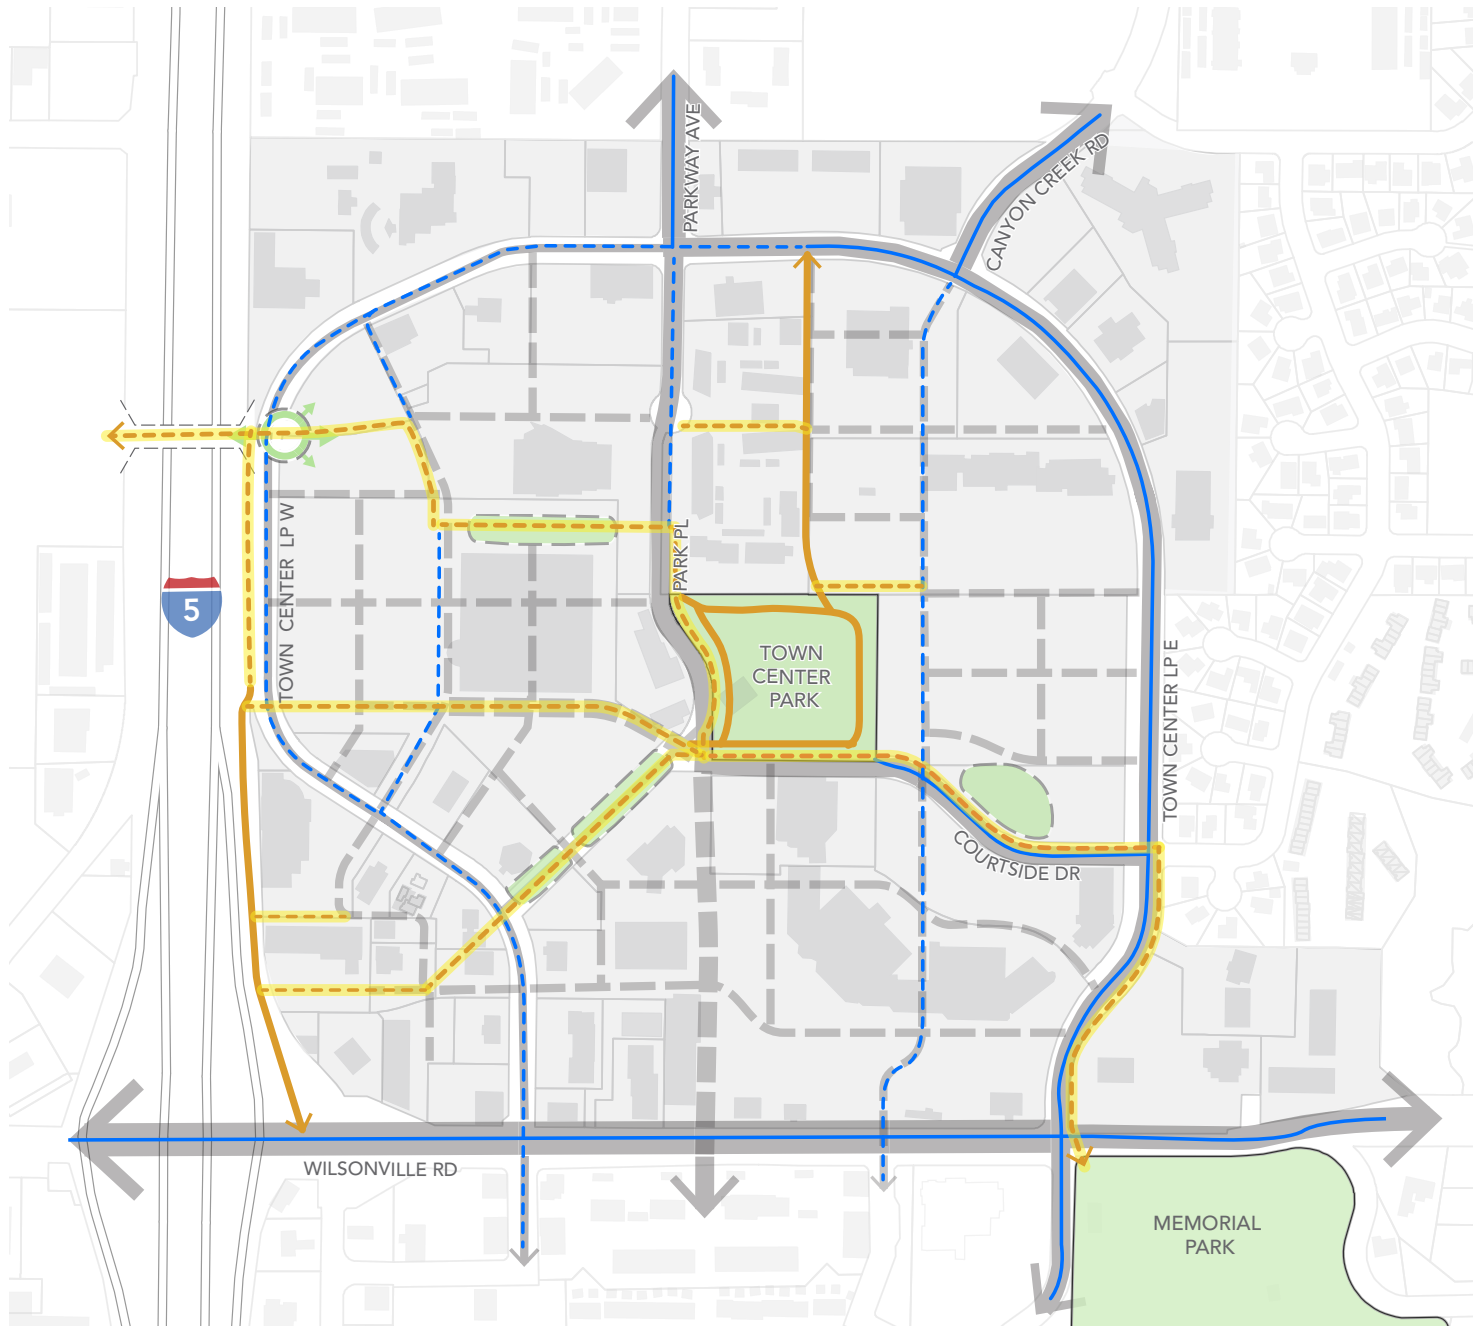 PARKWAY AVE
CANYON CREEK RD
TOWN CENTER LP W
PARK PL
5
TOWN
CENTER
PARK
TOWN CENTER LP E
COURTSIDE DR
WILSONVILLE RD
MEMORIAL
PARK